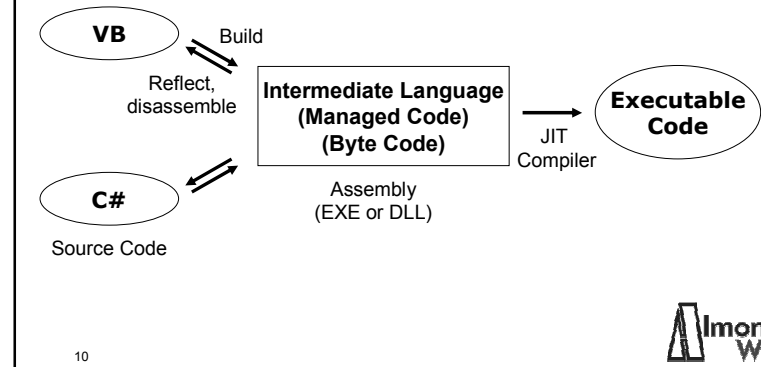 VB
Build
Reflect,
disassemble
Intermediate Language
(Managed Code)
(Byte Code)
Executable
Code
JIT
Compiler
C#
Assembly
(EXE or DLL)
Source Code
10